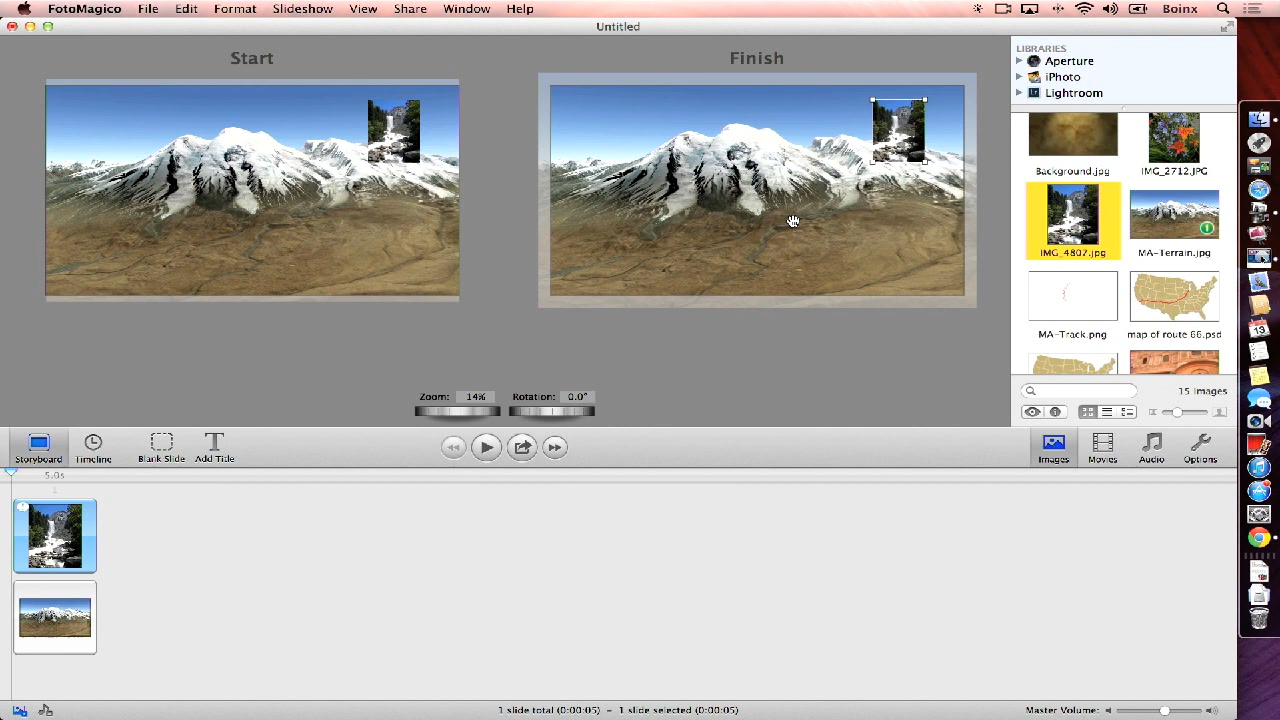 FotoMagico File Edit Format Slideshow View Share Window Help Boinx
Untitled
Start
Finish
LIBRARIES
Aperture
iPhoto
Lr Lightroom
Background.jpg IMG_2712.JPG
IMG_4807.jpg MA-Terrain.jpg
1
MA-Track.png map of route 66.psd
15 Images
Zoom: 14% Rotation: 0.0°
Storyboard Timeline Blank Slide Add Title
Images Movies Audio Options
5.0s
1
1 slide total (0:00:05) – 1 slide selected (0:00:05)
Master Volume: